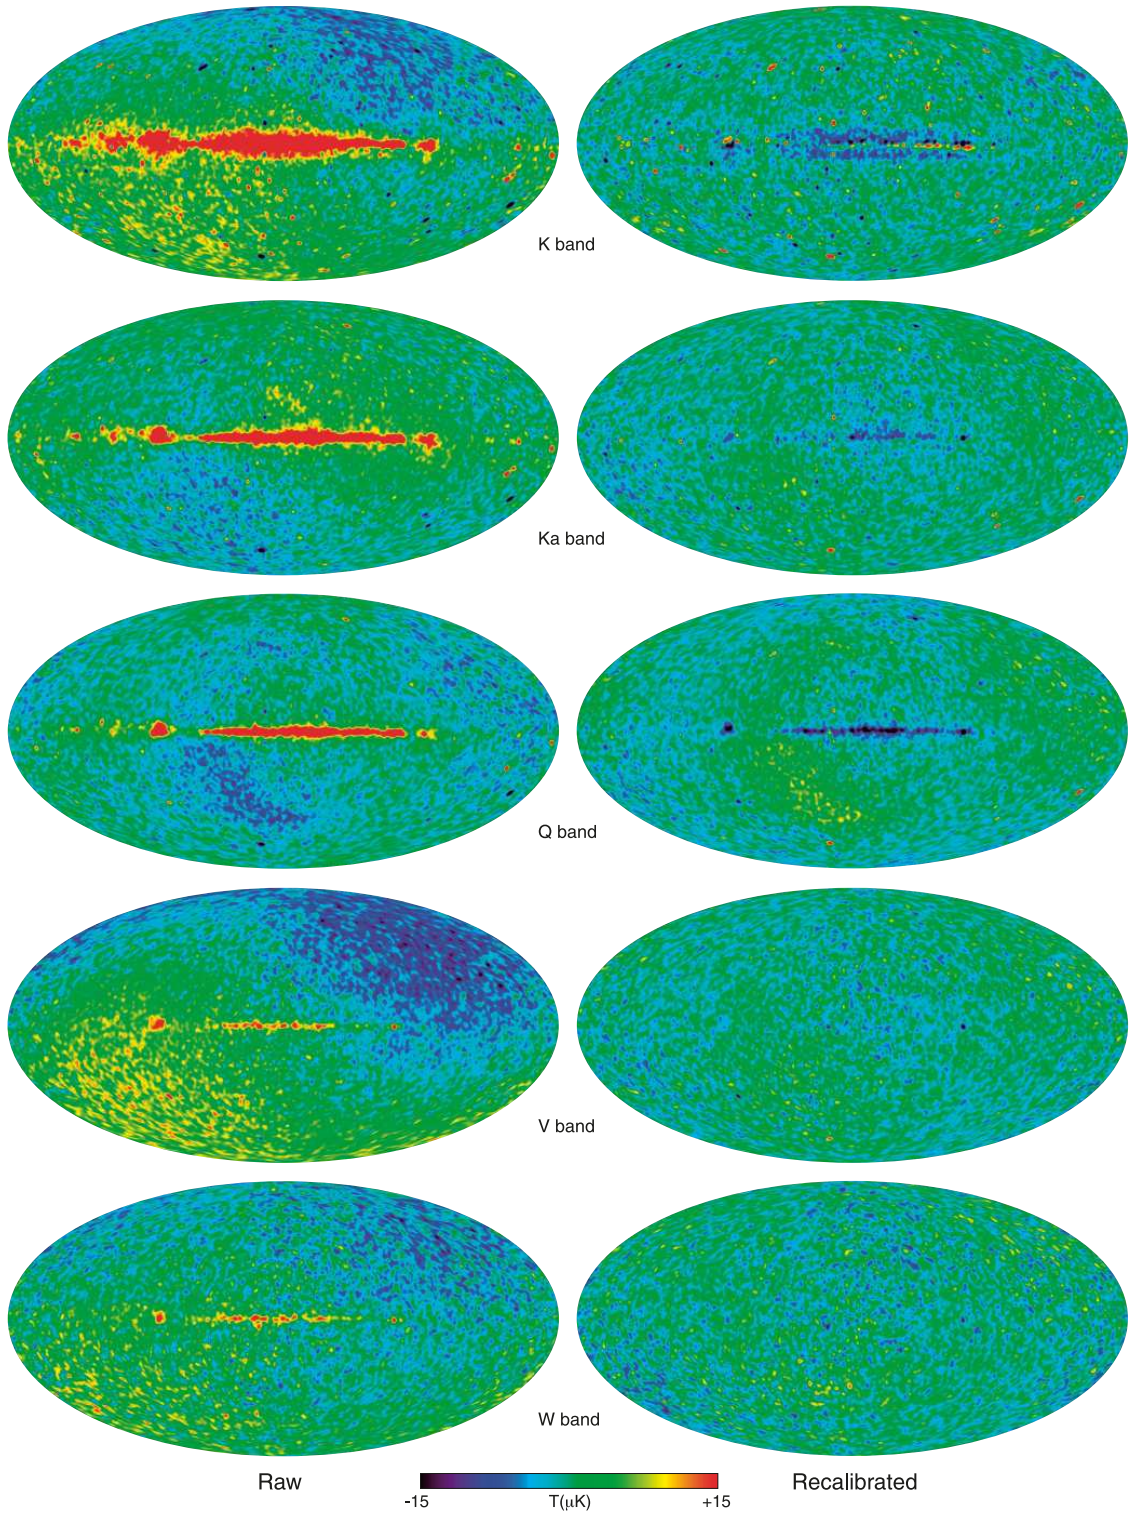 K band
Ka band
Q band
V band
W band
Raw
Recalibrated
-15
T(μK)
+15